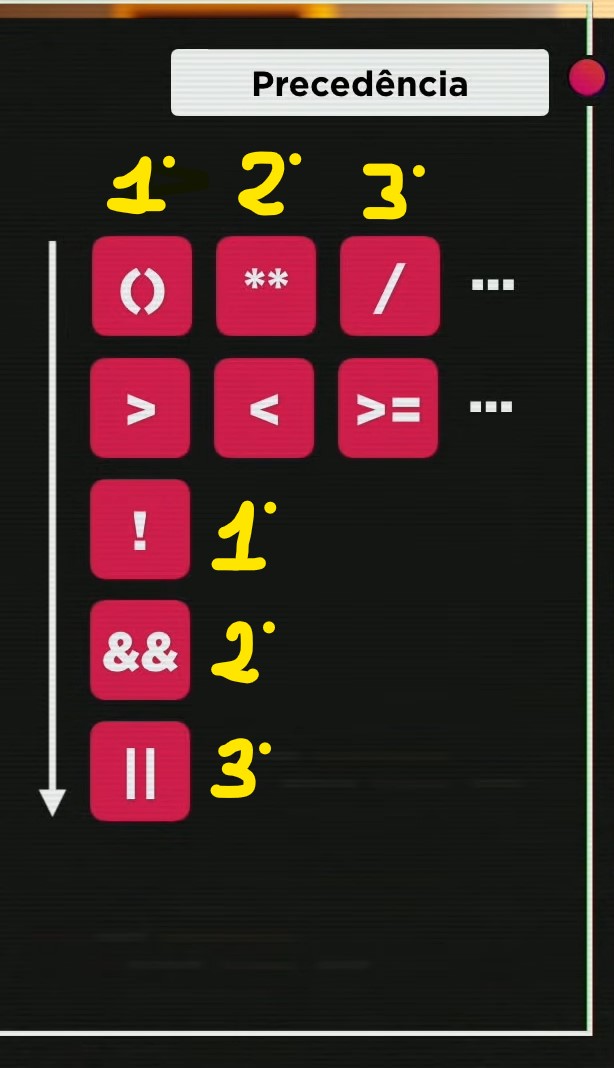 Precedência
1° 2° 3°
() ** / ...
> < >= ...
! 1°
&& 2°
|| 3°